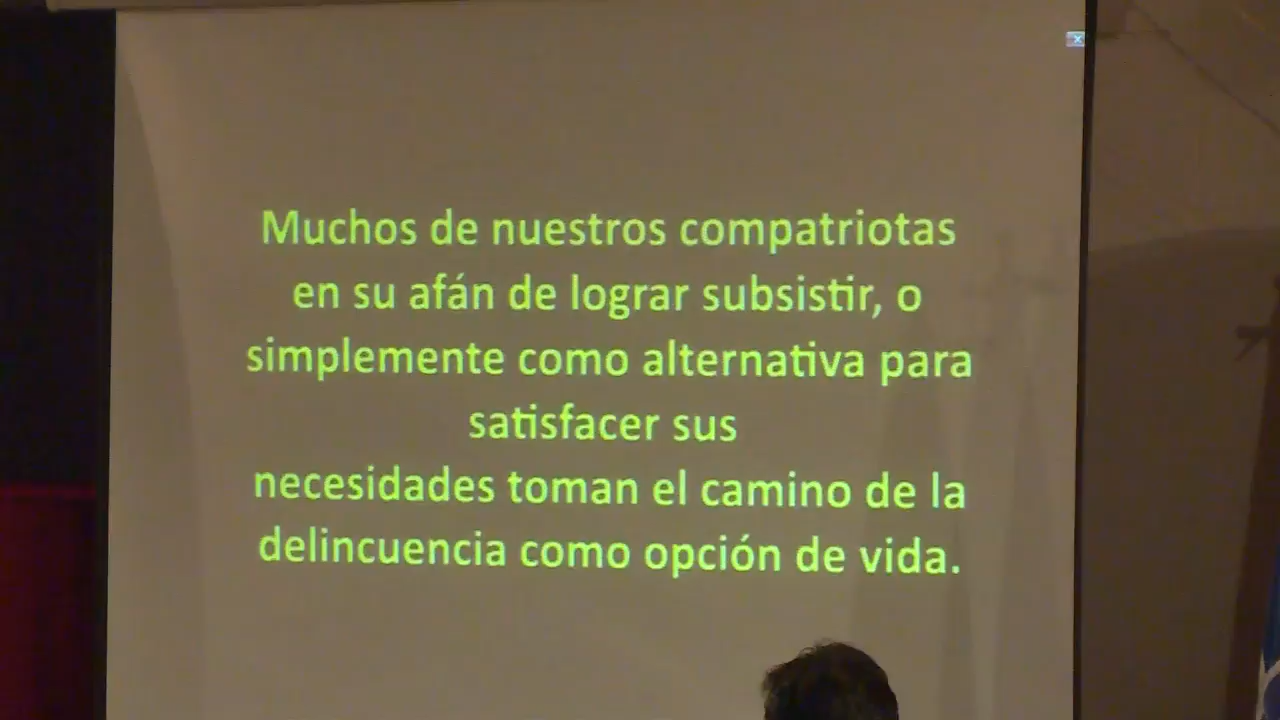 Muchos de nuestros compatriotas
en su afán de lograr subsistir, o
simplemente como alternativa para
satisfacer sus
necesidades toman el camino de la
delincuencia como opción de vida.